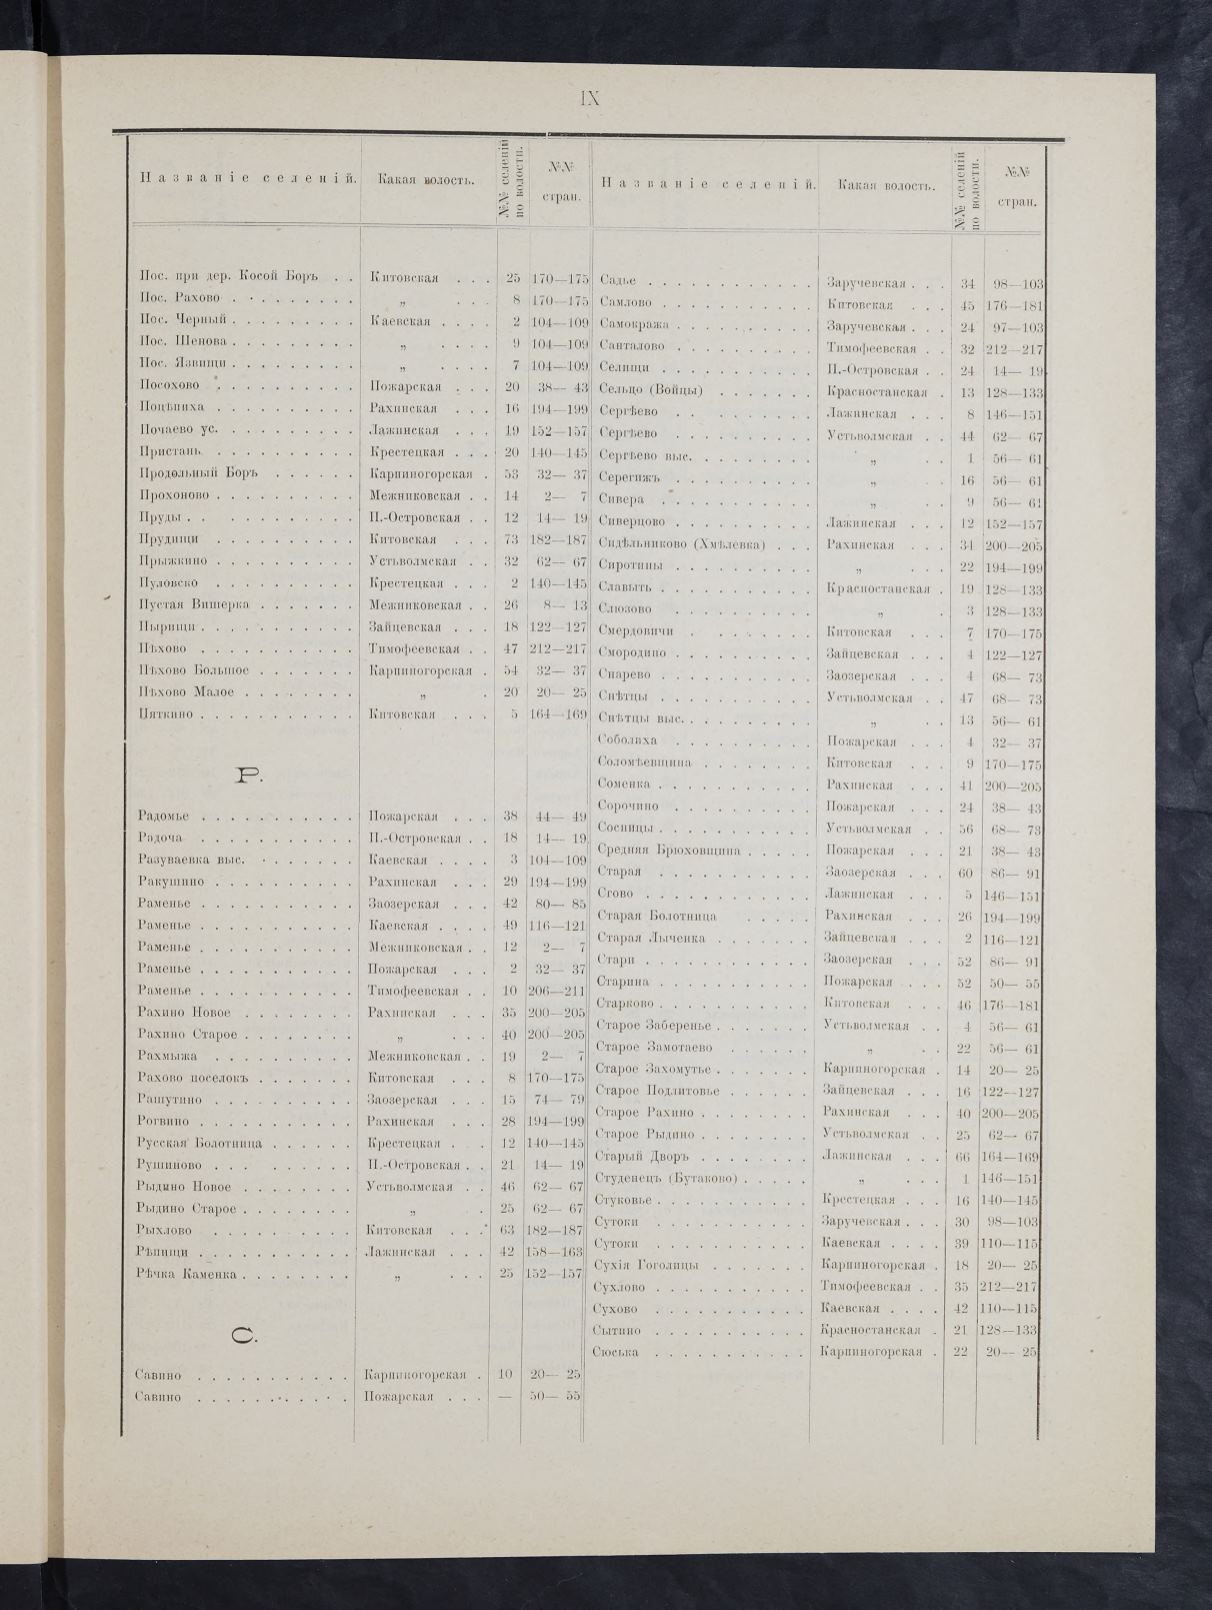 IX
Названіе селеній. Какая волость. №№ селеній по волости. №№ стран.
Пос. при дер. Косой Боръ . . Китовская . . . 25 170—175
Пос. Рахово . . . . . . . . „ . . . 8 170—175
Пос. Черный . . . . . . . . . Каевская . . . . 2 104—109
Пос. Шенова . . . . . . . . . „ . . . . 9 104—109
Пос. Язвищи . . . . . . . . . „ . . . . 7 104—109
Посохово . . . . . . . . . . Пожарская . . . 20 38— 43
Поцѣпиха . . . . . . . . . . Рахинская . . . 16 194—199
Почаево ус. . . . . . . . . . Лажинская . . . 19 152—157
Пристань . . . . . . . . . . Крестецкая . . . 20 140—145
Продольный Боръ . . . . . . Карпиногорская . 53 32— 37
Прохоново . . . . . . . . . . Межниковская . . 14 2— 7
Пруды . . . . . . . . . . . П.-Островская . . 12 14— 19
Прудищи . . . . . . . . . . Китовская . . . 73 182—187
Прыжкино . . . . . . . . . . Устьволмская . . 32 62— 67
Пуловско . . . . . . . . . . Крестецкая . . . 2 140—145
Пустая Вишерка . . . . . . . Межниковская . . 26 8— 13
Пырищи . . . . . . . . . . . Зайцевская . . . 18 122—127
Пѣхово . . . . . . . . . . . Тимофеевская . . 47 212—217
Пѣхово Большое . . . . . . . Карпиногорская . 54 32— 37
Пѣхово Малое . . . . . . . . „ . 20 20— 25
Пяткино . . . . . . . . . . . Китовская . . . 5 164—169
Р.
Радомье . . . . . . . . . . . Пожарская . . . 38 44— 49
Радоча . . . . . . . . . . . П.-Островская . . 18 14— 19
Разуваевка выс. . . . . . . . Каевская . . . . 3 104—109
Ракушино . . . . . . . . . . Рахинская . . . 29 194—199
Раменье . . . . . . . . . . . Заозерская . . . 42 80— 85
Раменье . . . . . . . . . . . Каевская . . . . 49 116—121
Раменье . . . . . . . . . . . Межниковская . . 12 2— 7
Раменье . . . . . . . . . . . Пожарская . . . 2 32— 37
Раменье . . . . . . . . . . . Тимофеевская . . 10 206—211
Рахино Новое . . . . . . . . Рахинская . . . 35 200—205
Рахино Старое . . . . . . . . „ . . . 40 200—205
Рахмыжа . . . . . . . . . . Межниковская . . 19 2— 7
Рахово поселокъ . . . . . . . Китовская . . . 8 170—175
Рашутино . . . . . . . . . . Заозерская . . . 15 74— 79
Рогвино . . . . . . . . . . . Рахинская . . . 28 194—199
Русская Болотница . . . . . . Крестецкая . . . 12 140—145
Рушиново . . . . . . . . . . П.-Островская . . 21 14— 19
Рыдино Новое . . . . . . . . Устьволмская . . 46 62— 67
Рыдино Старое . . . . . . . . „ . 25 62— 67
Рыхлово . . . . . . . . . . Китовская . . . 63 182—187
Рѣпищи . . . . . . . . . . . Лажинская . . . 42 158—163
Рѣчка Каменка . . . . . . . . „ . . . 25 152—157
С.
Савино . . . . . . . . . . . Карпиногорская . 10 20— 25
Савино . . . . . . . . . . . Пожарская . . . — 50— 55
Названіе селеній. Какая волость. №№ селеній по волости. №№ стран.
Садье . . . . . . . . . . . . Заручевская . . . 34 98—103
Самлово . . . . . . . . . . . Китовская . . . 45 176—181
Самокража . . . . . . . . . . Заручевская . . . 24 97—103
Санталово . . . . . . . . . . Тимофеевская . . 32 212—217
Селищи . . . . . . . . . . . П.-Островская . . 24 14— 19
Сельцо (Войцы) . . . . . . . Красностанская . 13 128—133
Сергѣево . . . . . . . . . Лажинская . . . 8 146—151
Сергѣево . . . . . . . . . . Устьволмская . . 44 62— 67
Сергѣево выс. . . . . . . . . „ . . 1 56— 61
Серегижъ . . . . . . . . . . „ . . 16 56— 61
Сивера . . . . . . . . . . . „ . . 9 56— 61
Сиверцово . . . . . . . . . . Лажинская . . . 12 152—157
Сидѣльниково (Хмѣлевка) . . . Рахинская . . . 34 200—205
Сиротины . . . . . . . . . . „ . . . 22 194—199
Славыть . . . . . . . . . . . Красностанская . 19 128—133
Слюзово . . . . . . . . . . „ . 3 128—133
Смердовичи . . . . . . . . Китовская . . . 7 170—175
Смородино . . . . . . . . . . Зайцевская . . . 4 122—127
Снарево . . . . . . . . . . . Заозерская . . . 4 68— 73
Снѣтцы . . . . . . . . . . . Устьволмская . . 47 68— 73
Снѣтцы выс. . . . . . . . . . „ . . 13 56— 61
Соболиха . . . . . . . . . . Пожарская . . . 4 32— 37
Соломѣевщина . . . . . . . . Китовская . . . 9 170—175
Соменка . . . . . . . . . . . Рахинская . . . 41 200—205
Сорочино . . . . . . . . . . Пожарская . . . 24 38— 43
Сосницы . . . . . . . . . . . Устьволмская . . 56 68— 73
Средняя Брюховщина . . . . . Пожарская . . . 21 38— 43
Старая . . . . . . . . . . . Заозерская . . . 60 86— 91
Стово . . . . . . . . . . . . Лажинская . . . 5 146—151
Старая Болотница . . . . . Рахинская . . . 26 194—199
Старая Лыченка . . . . . . . Зайцевская . . . 2 116—121
Стари . . . . . . . . . . . . Заозерская . . . 52 86— 91
Старина . . . . . . . . . . . Пожарская . . . 52 50— 55
Старково . . . . . . . . . . . Китовская . . . 46 176—181
Старое Заберенье . . . . . . . Устьволмская . . 4 56— 61
Старое Замотаево . . . . . . „ . . 22 56— 61
Старое Захомутье . . . . . . . Карпиногорская . 14 20— 25
Старое Подлитовье . . . . . . Зайцевская . . . 16 122—127
Старое Рахино . . . . . . . . Рахинская . . . 40 200—205
Старое Рыдино . . . . . . . . Устьволмская . . 25 62— 67
Старый Дворъ . . . . . . . . Лажинская . . . 66 164—169
Студенецъ (Бутаково) . . . . . „ . . . 1 146—151
Стуковье . . . . . . . . . . . Крестецкая . . . 16 140—145
Сутоки . . . . . . . . . . . Заручевская . . . 30 98—103
Сутоки . . . . . . . . . . . Каевская . . . . 39 110—115
Сухія Гоголицы . . . . . . . Карпиногорская . 18 20— 25
Сухлово . . . . . . . . . . . Тимофеевская . . 35 212—217
Сухово . . . . . . . . . . . Каевская . . . . 42 110—115
Сытино . . . . . . . . . . . Красностанская . 21 128—133
Сюська . . . . . . . . . . . Карпиногорская . 22 20— 25